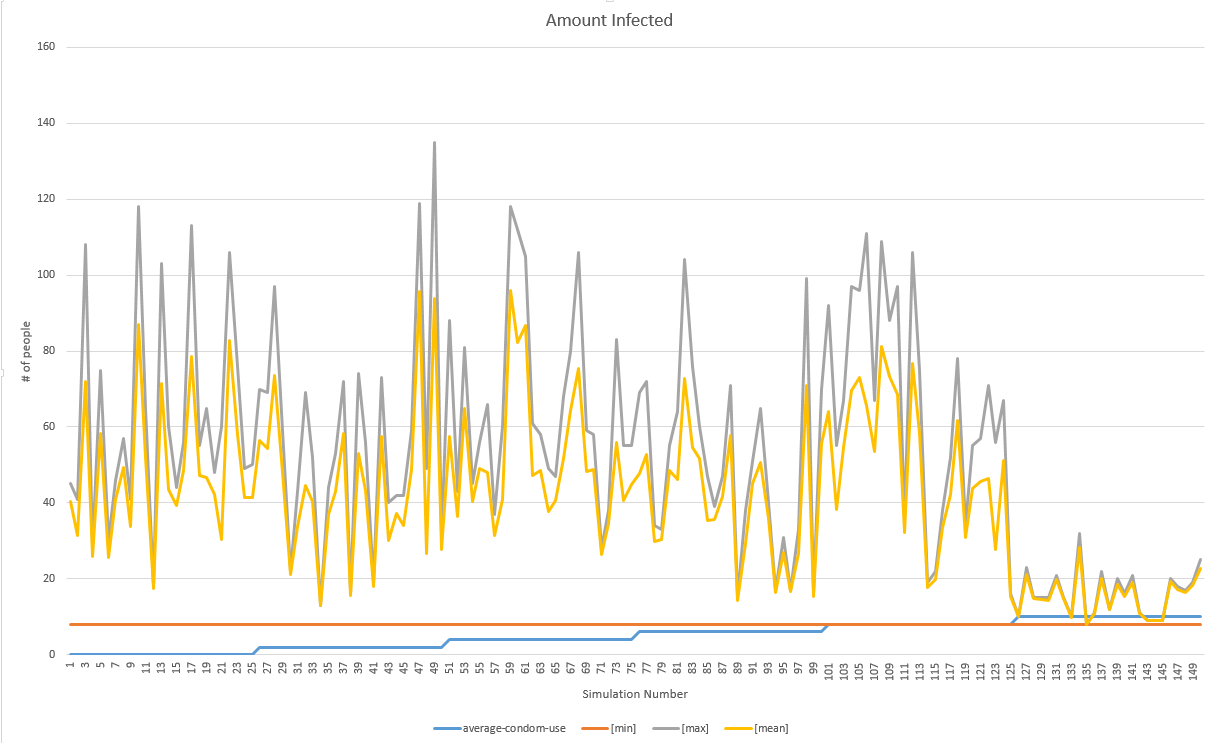 Amount Infected
160
140
120
100
80
60
40
20
0
# of people
1 3 5 7 9 11 13 15 17 19 21 23 25 27 29 31 33 35 37 39 41 43 45 47 49 51 53 55 57 59 61 63 65 67 69 71 73 75 77 79 81 83 85 87 89 91 93 95 97 99 101 103 105 107 109 111 113 115 117 119 121 123 125 127 129 131 133 135 137 139 141 143 145 147 149
Simulation Number
average-condom-use [min] [max] [mean]